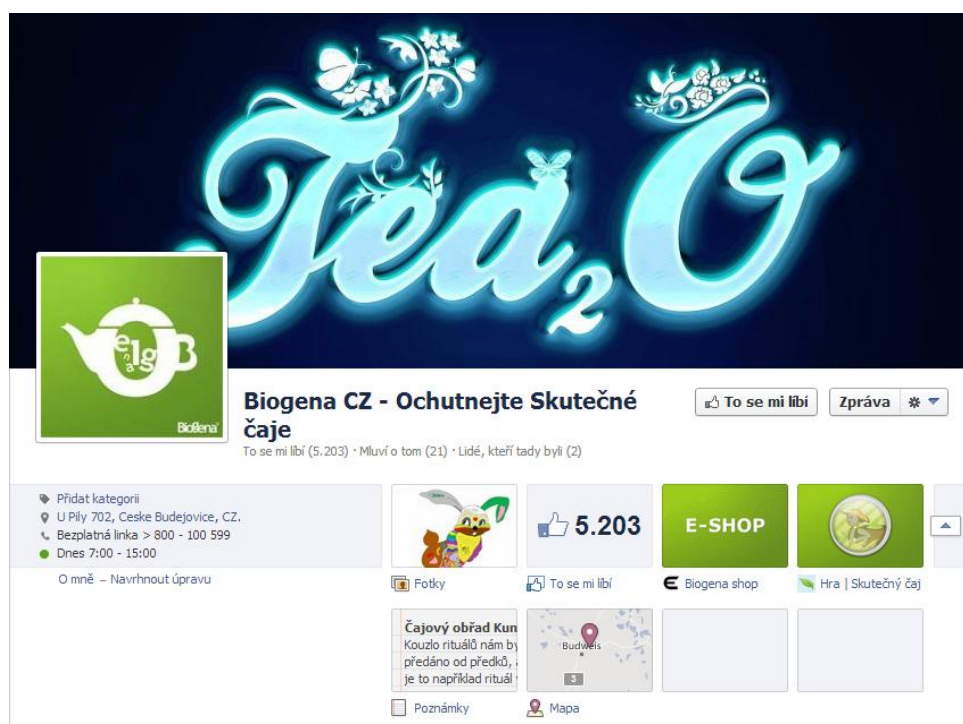 Tea₂O
Biogena
Biogena CZ - Ochutnejte Skutečné
čaje
To se mi líbí (5.203) · Mluví o tom (21) · Lidé, kteří tady byli (2)
To se mi líbí
Zpráva
Přidat kategorii
U Pily 702, Ceske Budejovice, CZ.
Bezplatná linka > 800 - 100 599
Dnes 7:00 - 15:00
O mně – Navrhnout úpravu
5.203
E-SHOP
Fotky
To se mi líbí
Biogena shop
Hra | Skutečný čaj
Čajový obřad Kun
Kouzlo rituálů nám by
předáno od předků, a
je to například rituál
Budweis
3
Poznámky
Mapa